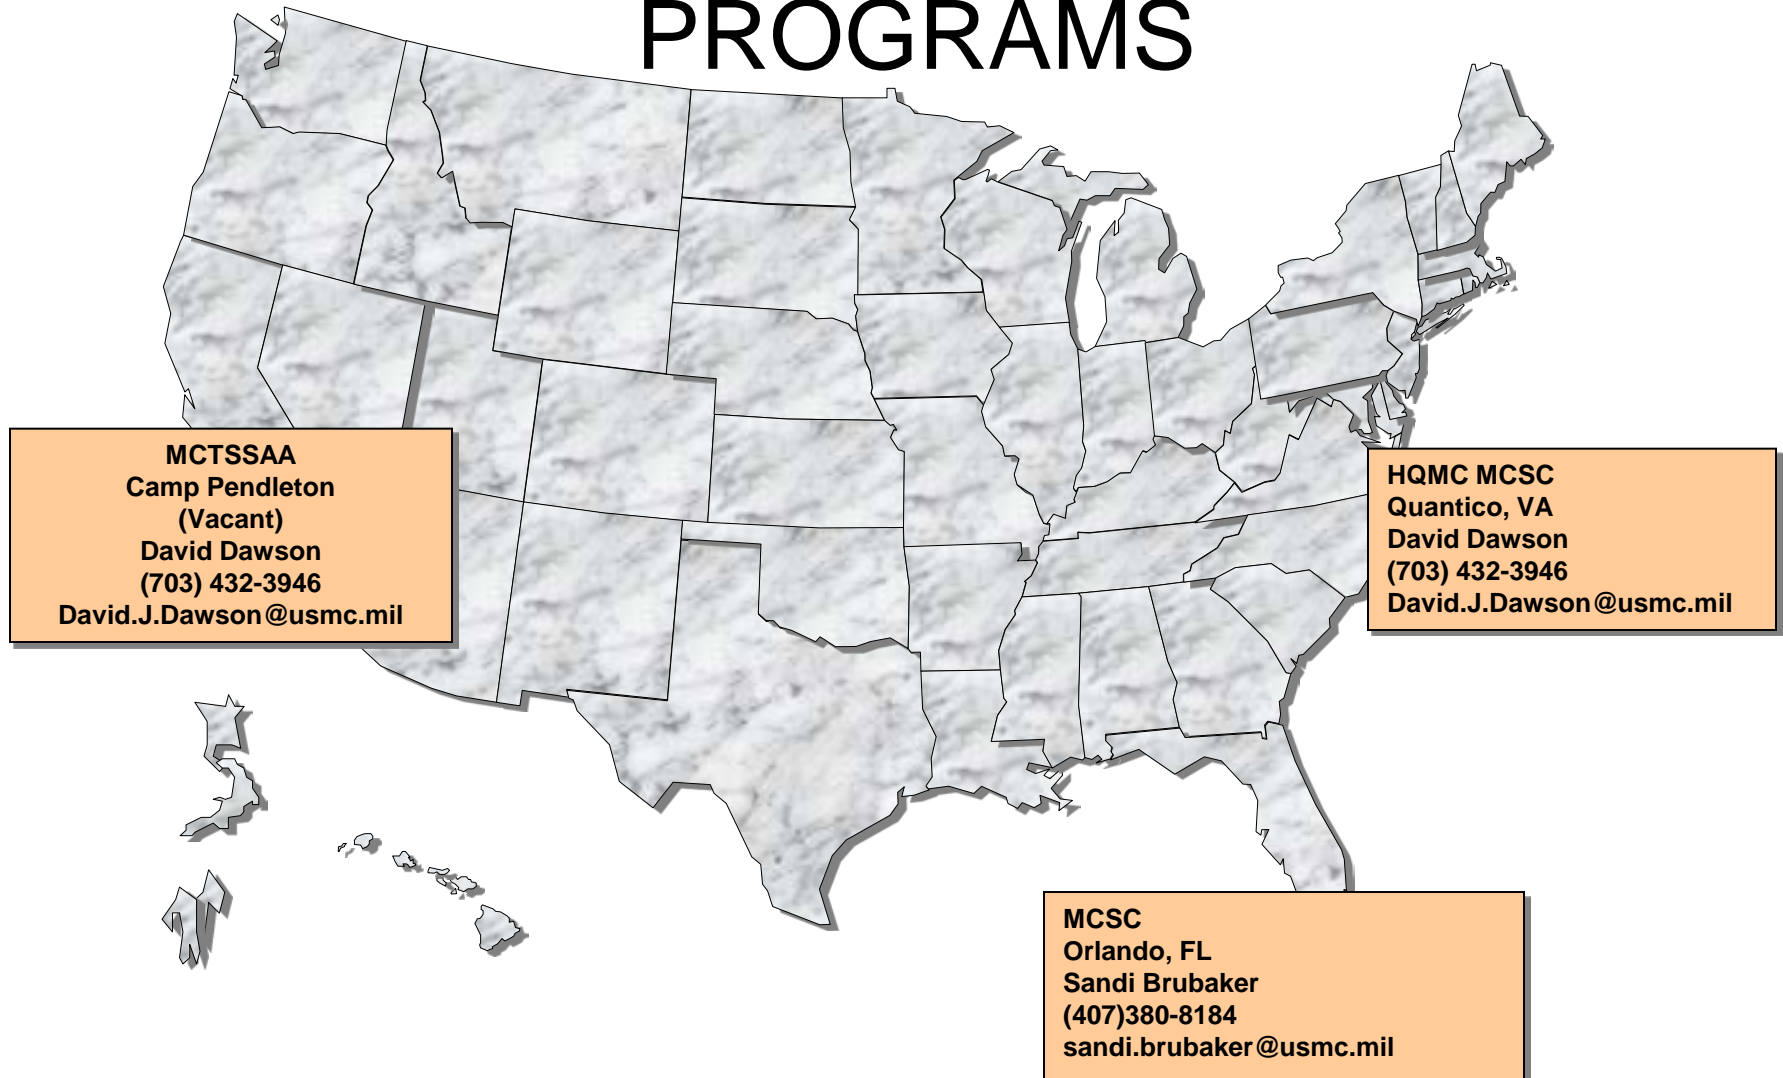 PROGRAMS
MCTSSAA
Camp Pendleton
(Vacant)
David Dawson
(703) 432-3946
David.J.Dawson@usmc.mil
HQMC MCSC
Quantico, VA
David Dawson
(703) 432-3946
David.J.Dawson@usmc.mil
MCSC
Orlando, FL
Sandi Brubaker
(407)380-8184
sandi.brubaker@usmc.mil